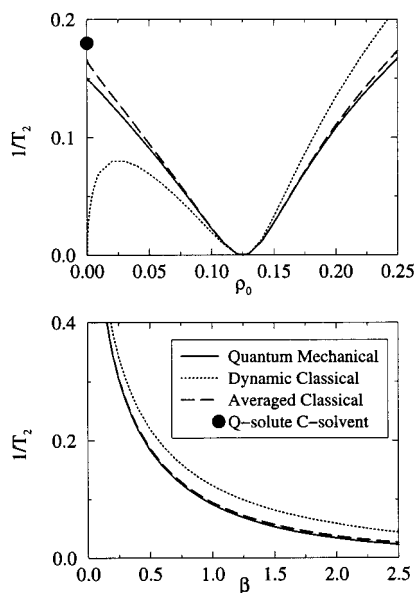 0.2
0.1
0.0
1/T₂
0.00 0.05 0.10 0.15 0.20 0.25
ρ₀
0.4
0.2
0.0
1/T₂
Quantum Mechanical
Dynamic Classical
Averaged Classical
Q-solute C-solvent
0.0 0.5 1.0 1.5 2.0 2.5
β